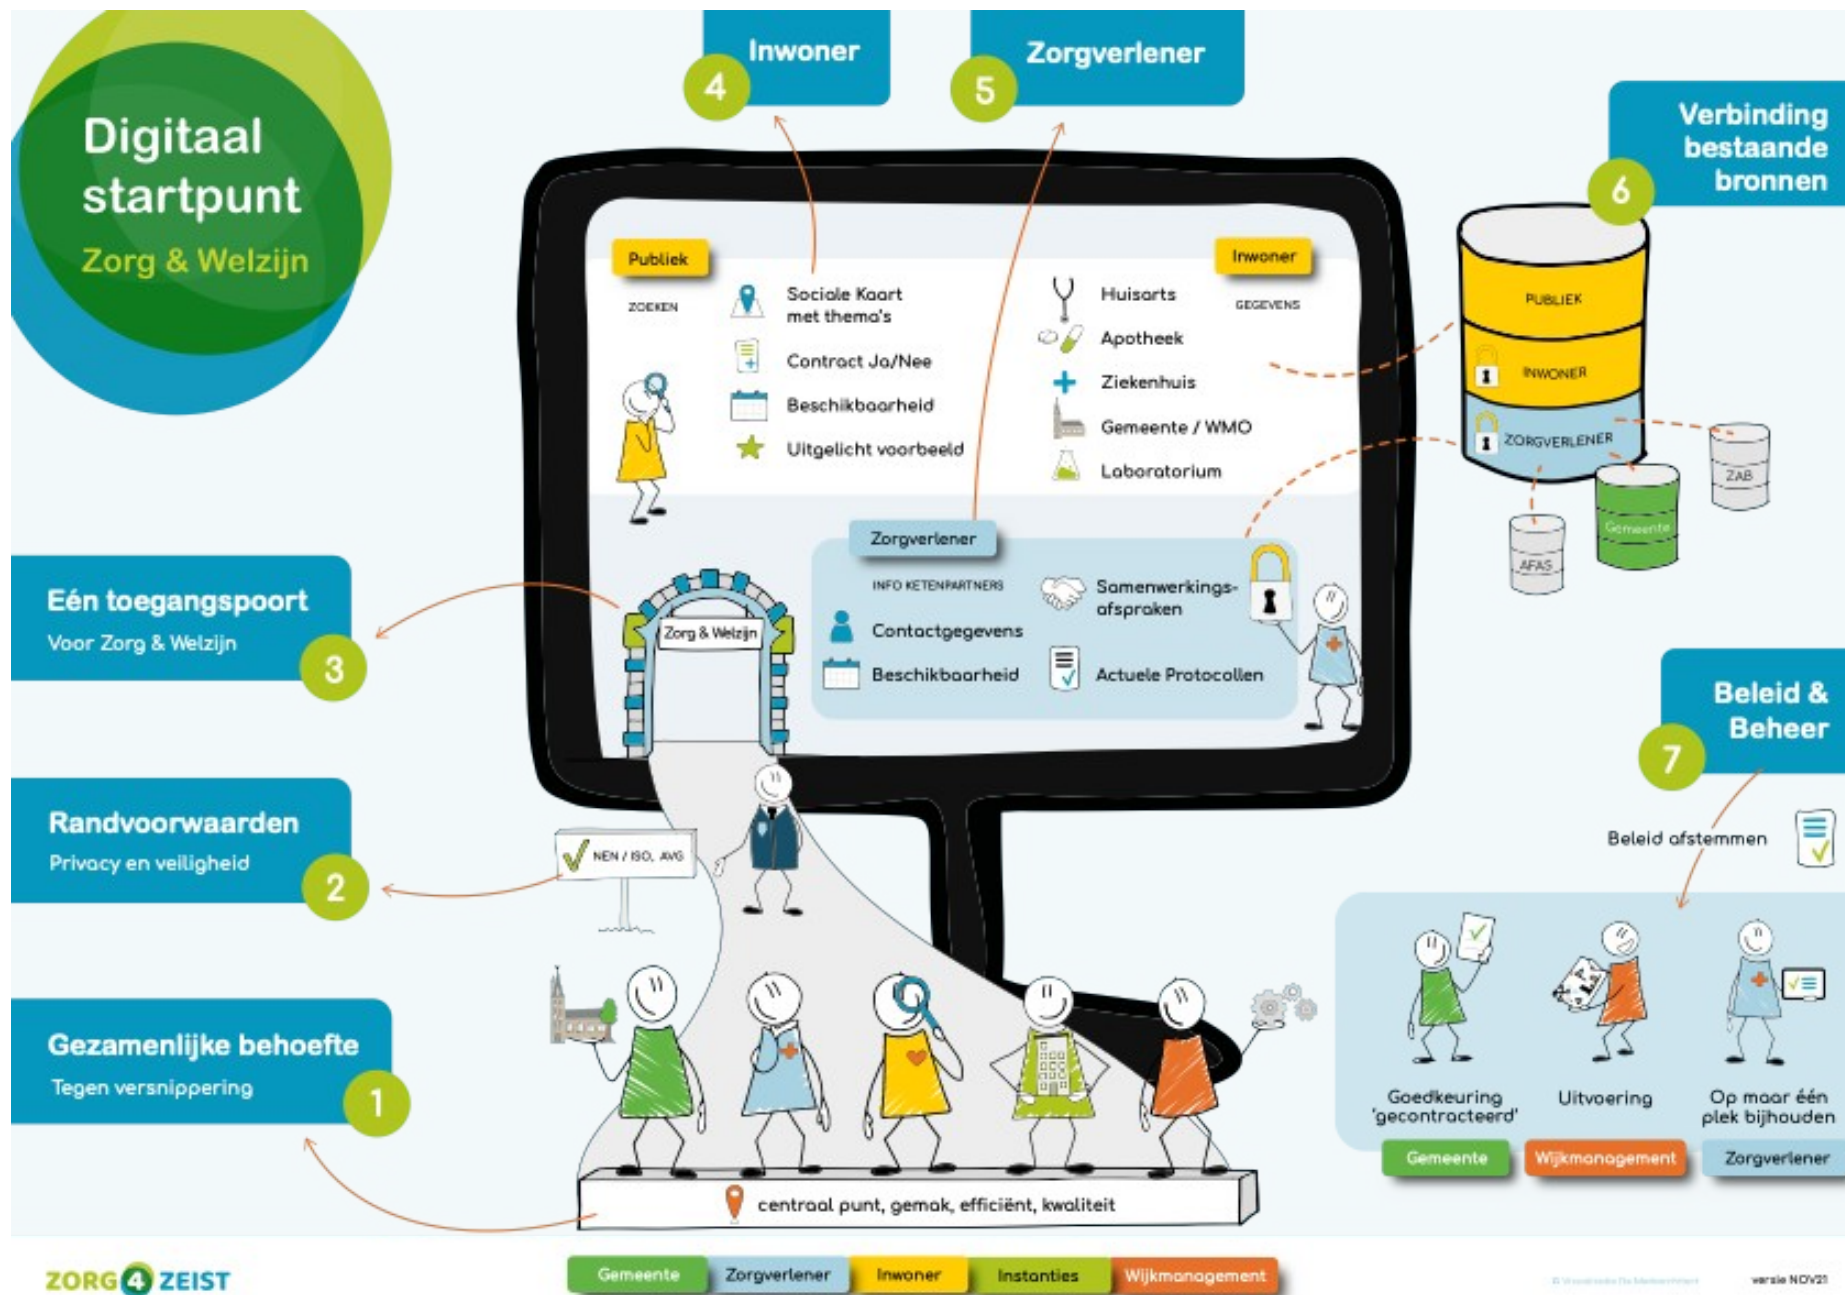 Digitaal
startpunt
Zorg & Welzijn
4
Inwoner
5
Zorgverlener
6
Verbinding
bestaande
bronnen
Publiek
ZOEKEN
Sociale Kaart
met thema's
Contract Ja/Nee
Beschikbaarheid
Uitgelicht voorbeeld
Inwoner
GEGEVENS
Huisarts
Apotheek
Ziekenhuis
Gemeente / WMO
Laboratorium
PUBLIEK
INWONER
ZORGVERLENER
ZAB
Gemeente
AFAS
Zorgverlener
INFO KETENPARTNERS
Contactgegevens
Beschikbaarheid
Samenwerkings-
afspraken
Actuele Protocollen
Zorg & Welzijn
Eén toegangspoort
Voor Zorg & Welzijn
3
Randvoorwaarden
Privacy en veiligheid
2
NEN / ISO, AVG
Gezamenlijke behoefte
Tegen versnippering
1
centraal punt, gemak, efficiënt, kwaliteit
Beleid &
Beheer
7
Beleid afstemmen
Goedkeuring
'gecontracteerd'
Uitvoering
Op maar één
plek bijhouden
Gemeente
Wijkmanagement
Zorgverlener
ZORG 4 ZEIST
Gemeente
Zorgverlener
Inwoner
Instanties
Wijkmanagement
versie NOV21